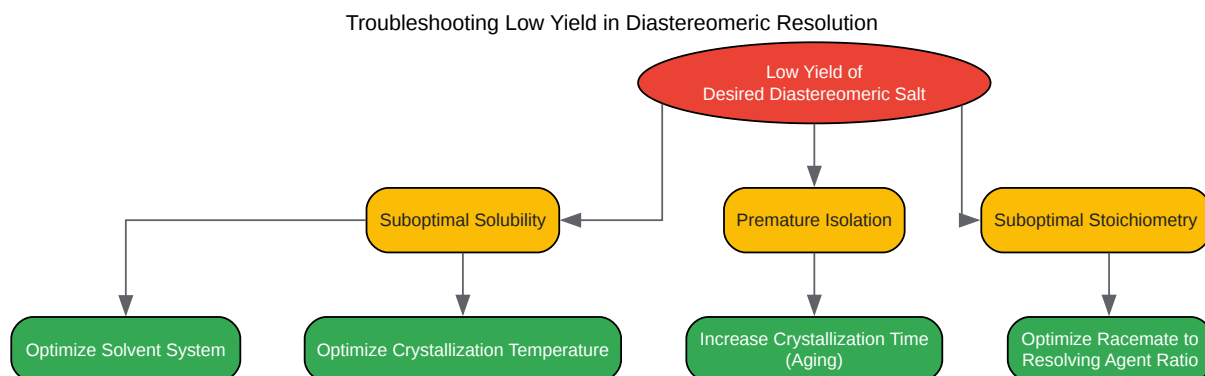 Troubleshooting Low Yield in Diastereomeric Resolution
Low Yield of
Desired Diastereomeric Salt
Suboptimal Solubility
Premature Isolation
Suboptimal Stoichiometry
Optimize Solvent System
Optimize Crystallization Temperature
Increase Crystallization Time
(Aging)
Optimize Racemate to
Resolving Agent Ratio